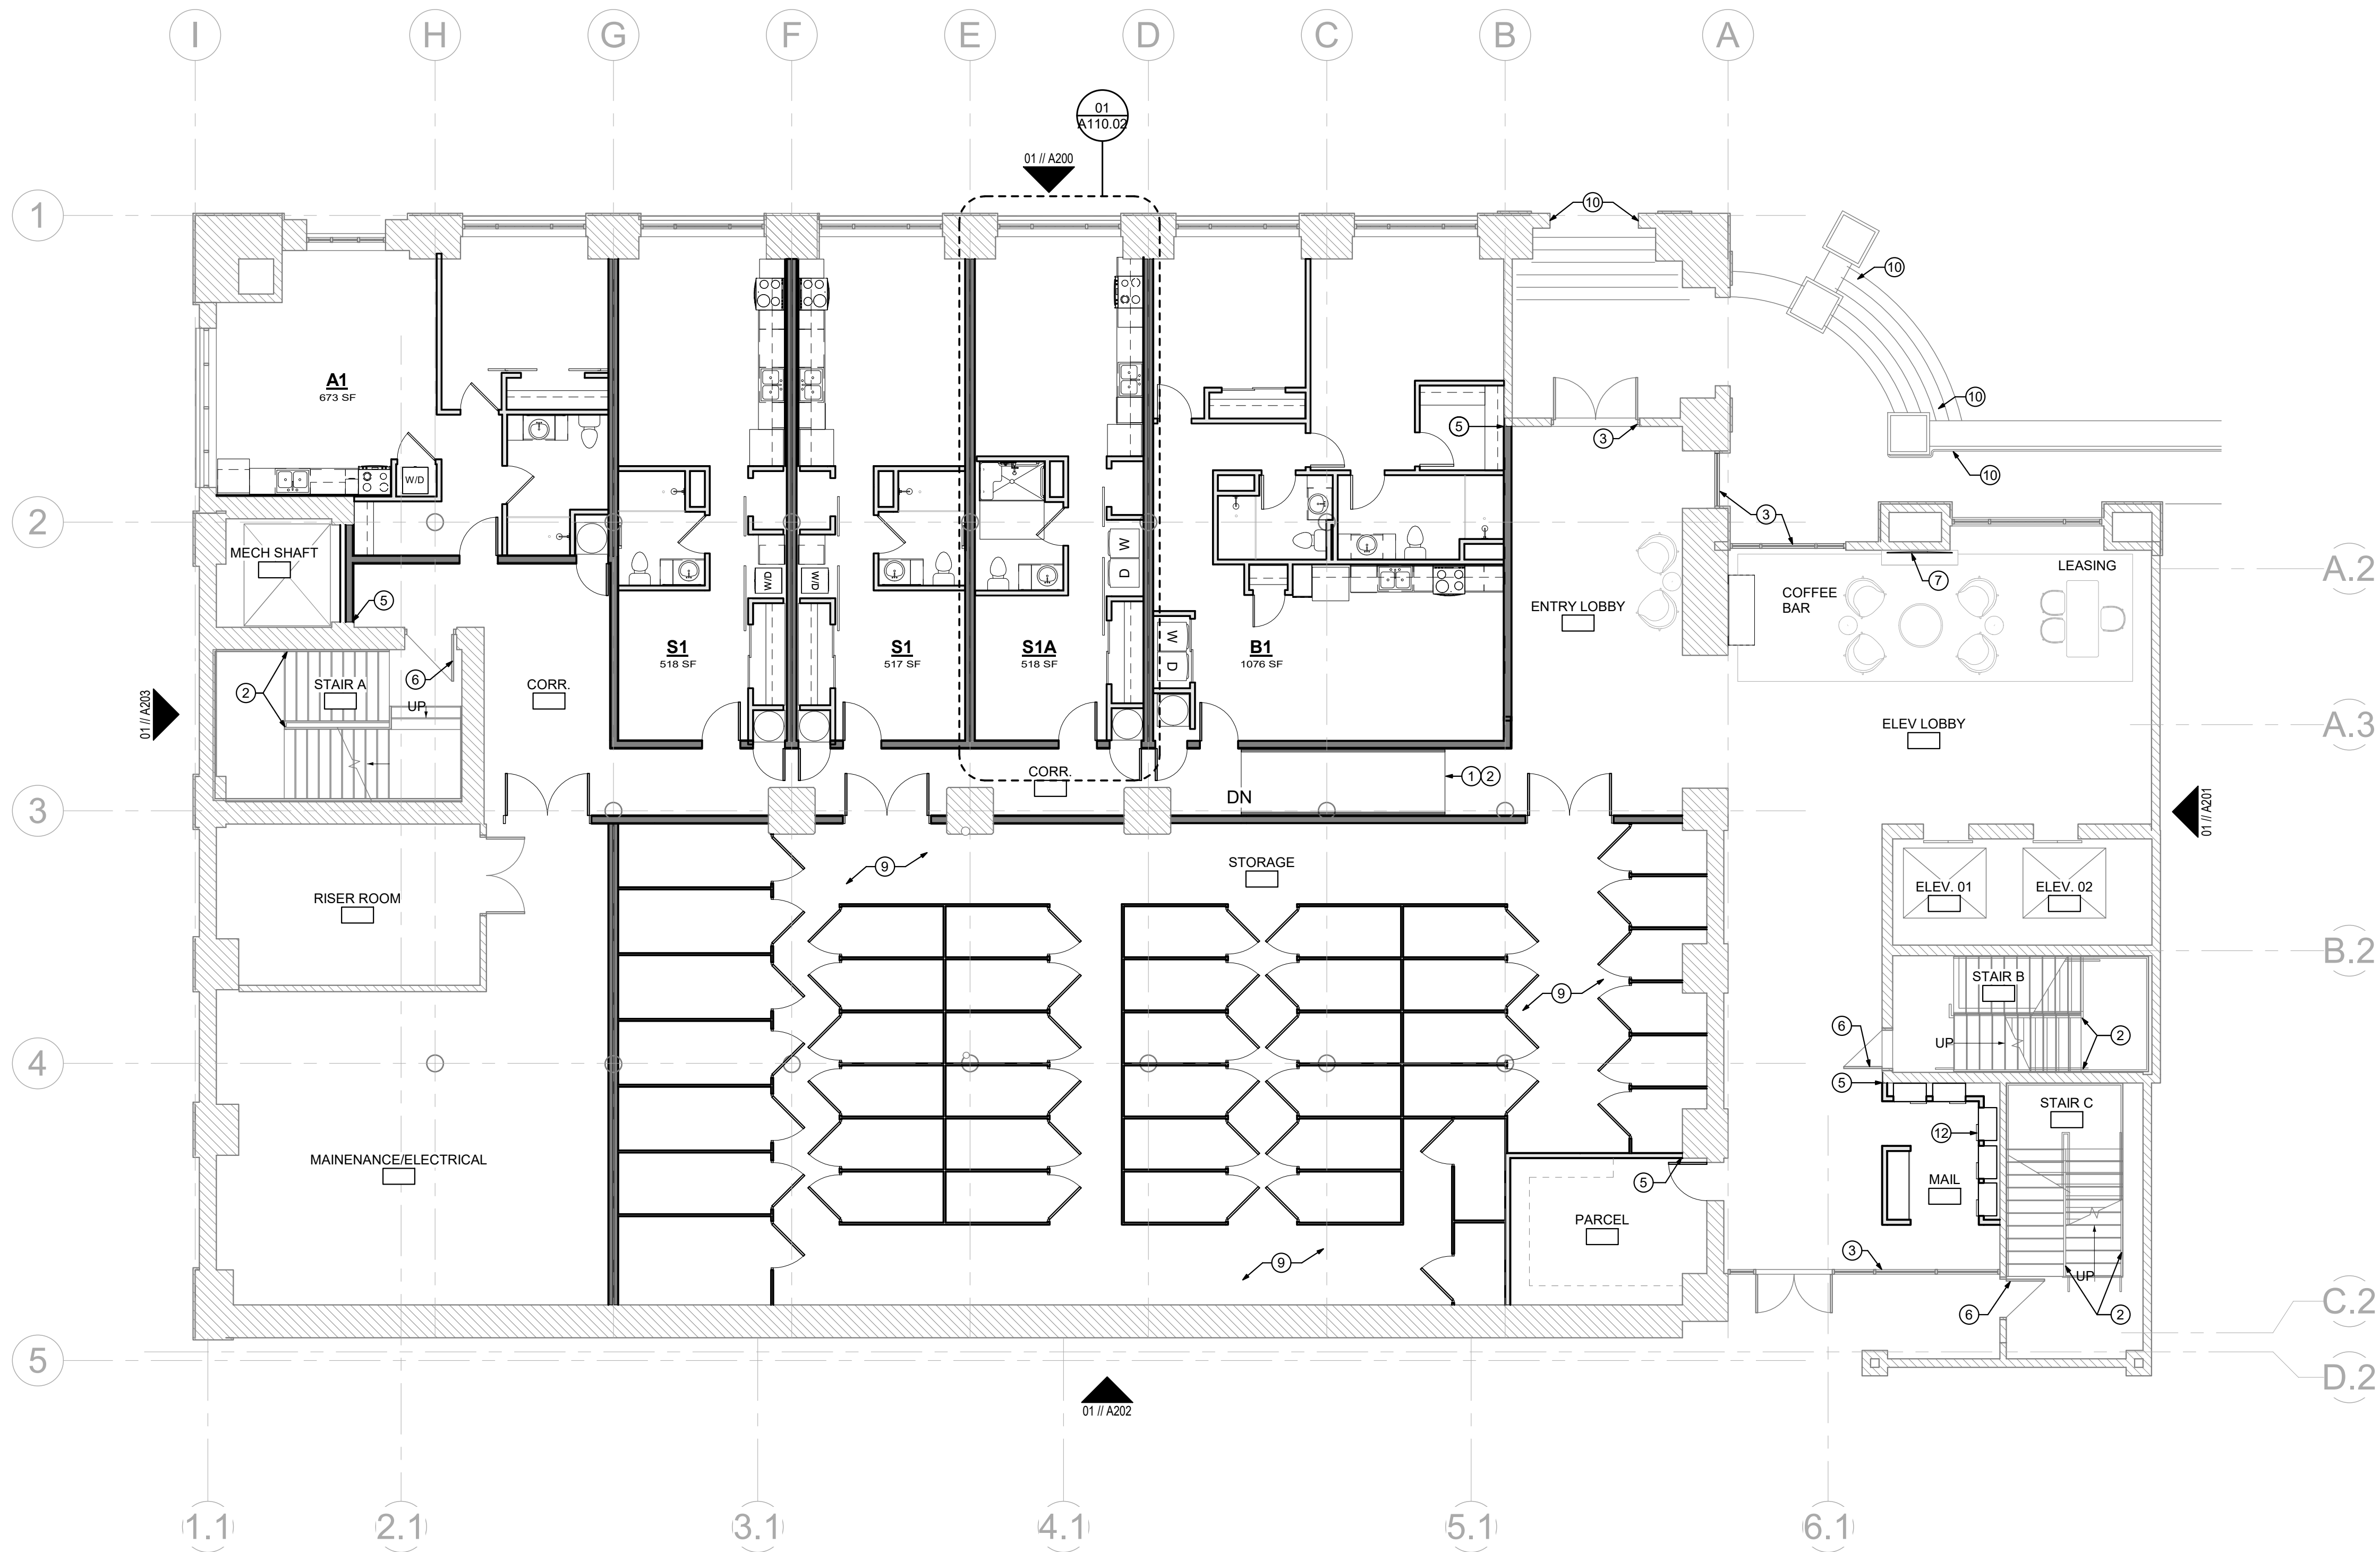 I
H
G
F
E
D
C
B
A
01
A110.02
01 // A200
1
10
10
A1
673 SF
10
5
3
10
W/D
2
3
MECH SHAFT
W
A.2
LEASING
7
5
D
COFFEE
BAR
W/D
W/D
ENTRY LOBBY
W
S1
518 SF
S1
517 SF
S1A
518 SF
B1
1076 SF
D
6
2
STAIR A
CORR.
UP
01 // A203
ELEV LOBBY
A.3
CORR.
1
2
DN
3
01 // A201
STORAGE
9
ELEV. 01
ELEV. 02
RISER ROOM
B.2
STAIR B
9
6
2
UP
4
5
STAIR C
12
MAINENANCE/ELECTRICAL
5
MAIL
PARCEL
3
9
UP
6
2
C.2
5
D.2
01 // A202
1.1
2.1
3.1
4.1
5.1
6.1